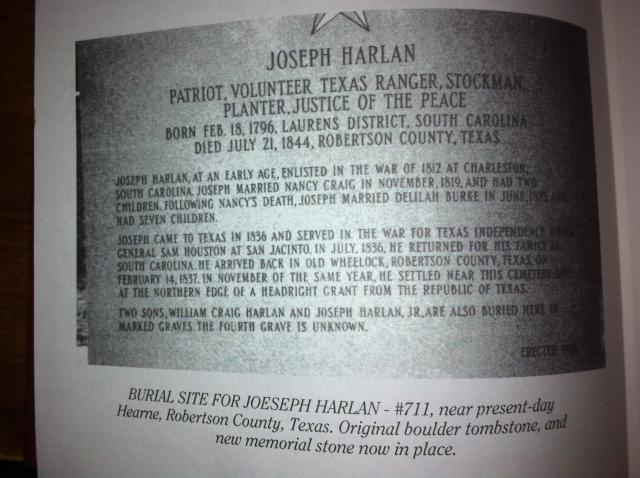 JOSEPH HARLAN
PATRIOT, VOLUNTEER TEXAS RANGER, STOCKMAN,
PLANTER, JUSTICE OF THE PEACE
BORN FEB. 18, 1796, LAURENS DISTRICT, SOUTH CAROLINA
DIED JULY 21, 1844, ROBERTSON COUNTY, TEXAS
JOSEPH HARLAN, AT AN EARLY AGE, ENLISTED IN THE WAR OF 1812 AT CHARLESTON,
SOUTH CAROLINA. JOSEPH MARRIED NANCY CRAIG IN NOVEMBER, 1819, AND HAD TWO
CHILDREN. FOLLOWING NANCY'S DEATH, JOSEPH MARRIED DELILAH BURKE IN JUNE, AND
HAD SEVEN CHILDREN.
JOSEPH CAME TO TEXAS IN 1836 AND SERVED IN THE WAR FOR TEXAS INDEPENDENCE
GENERAL SAM HOUSTON AT SAN JACINTO. IN JULY, 1836, HE RETURNED FOR HIS FAMILY IN
SOUTH CAROLINA. HE ARRIVED BACK IN OLD WHEELOCK, ROBERTSON COUNTY, TEXAS, ON
FEBRUARY 14, 1837. IN NOVEMBER OF THE SAME YEAR, HE SETTLED NEAR THIS CEMETERY
AT THE NORTHERN EDGE OF A HEADRIGHT GRANT FROM THE REPUBLIC OF TEXAS.
TWO SONS, WILLIAM CRAIG HARLAN AND JOSEPH HARLAN, JR., ARE ALSO BURIED HERE IN
MARKED GRAVES. THE FOURTH GRAVE IS UNKNOWN.
ERECTED
BURIAL SITE FOR JOESEPH HARLAN - #711, near present-day
Hearne, Robertson County, Texas. Original boulder tombstone, and
new memorial stone now in place.